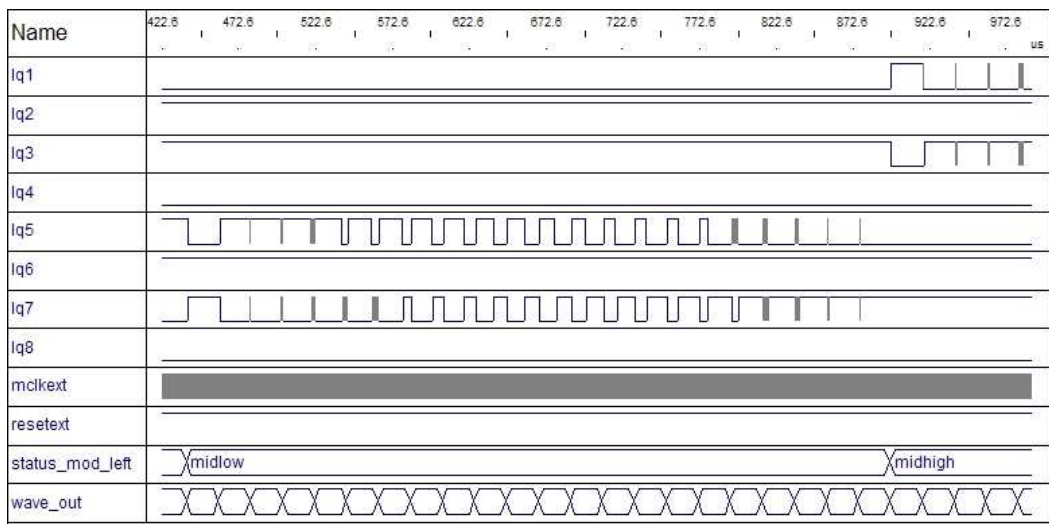 Name 422.6 472.6 522.6 572.6 622.6 672.6 722.6 772.6 822.6 872.6 922.6 972.6
us
lq1
lq2
lq3
lq4
lq5
lq6
lq7
lq8
mclkext
resetext
status_mod_left midlow midhigh
wave_out